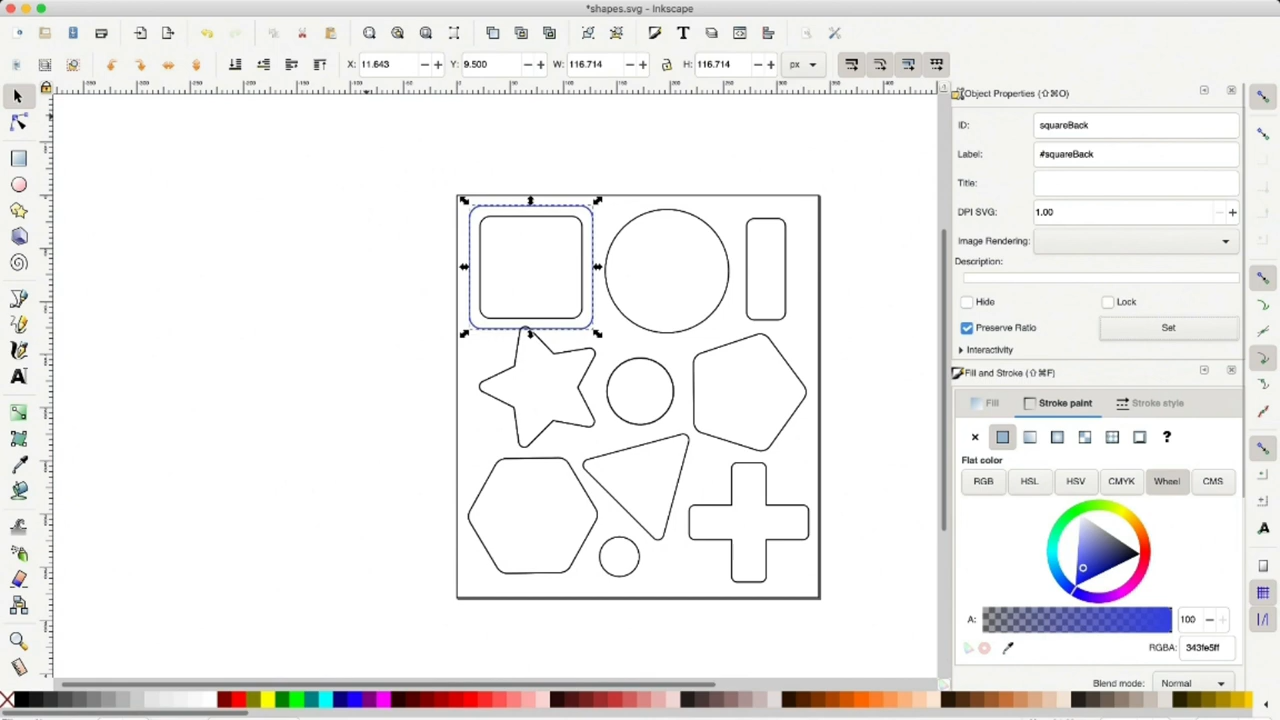 *shapes.svg - Inkscape
X: 11.643 Y: 9.500 W: 116.714 H: 116.714 px
Object Properties (⇧⌘O)
ID: squareBack
Label: #squareBack
Title:
DPI SVG: 1.00
Image Rendering:
Description:
Hide Lock
Preserve Ratio Set
Interactivity
Fill and Stroke (⇧⌘F)
Fill Stroke paint Stroke style
Flat color
RGB HSL HSV CMYK Wheel CMS
A: 100
RGBA: 343fe5ff
Blend mode: Normal